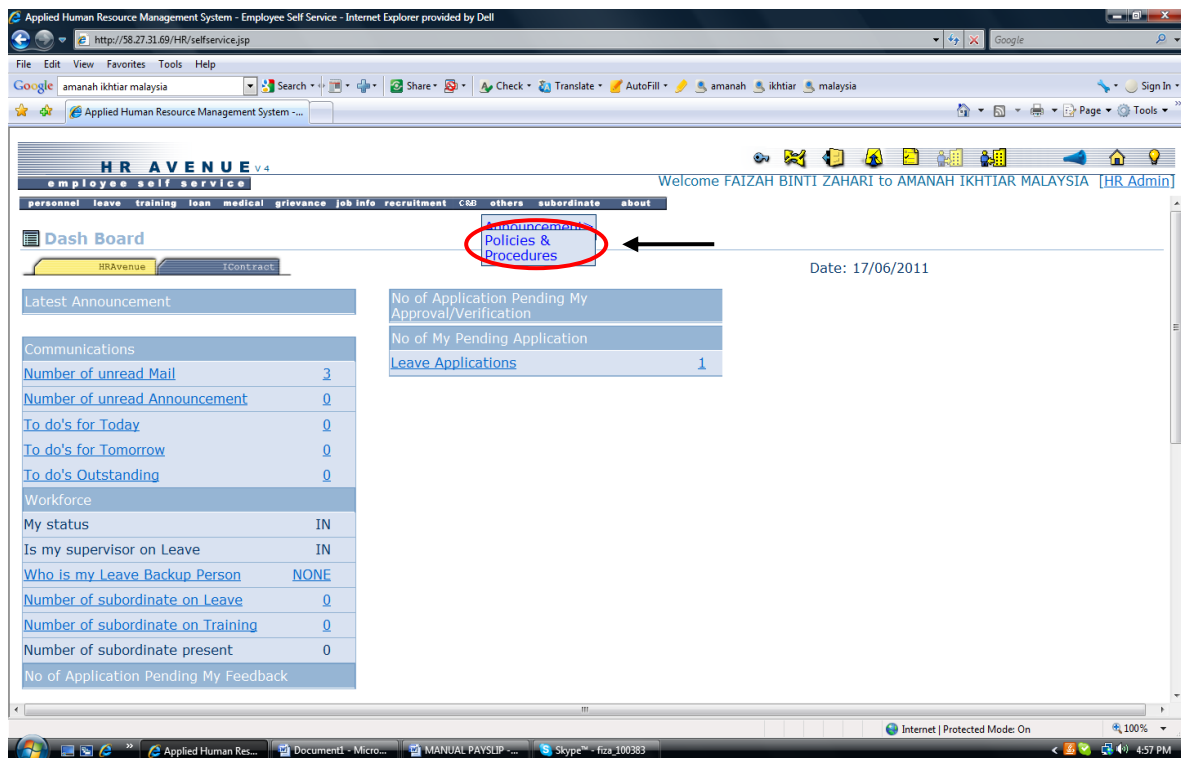 Applied Human Resource Management System - Employee Self Service - Internet Explorer provided by Dell
http://58.27.31.69/HR/selfservice.jsp
Google
File Edit View Favorites Tools Help
Google amanah ikhtiar malaysia Search Share Check Translate AutoFill amanah ikhtiar malaysia Sign In
Applied Human Resource Management System -... Page Tools
HR AVENUE V4
employee self service
Welcome FAIZAH BINTI ZAHARI to AMANAH IKHTIAR MALAYSIA [HR Admin]
personnel leave training loan medical grievance job info recruitment C&B others subordinate about
Announcement>
Policies &
Procedures
Dash Board
HRAvenue IContract
Date: 17/06/2011
Latest Announcement
Communications
Number of unread Mail 3
Number of unread Announcement 0
To do's for Today 0
To do's for Tomorrow 0
To do's Outstanding 0
Workforce
My status IN
Is my supervisor on Leave IN
Who is my Leave Backup Person NONE
Number of subordinate on Leave 0
Number of subordinate on Training 0
Number of subordinate present 0
No of Application Pending My Feedback
No of Application Pending My
Approval/Verification
No of My Pending Application
Leave Applications 1
Internet | Protected Mode: On 100%
Applied Human Res... Document1 - Micro... MANUAL PAYSLIP -... Skype™ - fiza_100383 4:57 PM